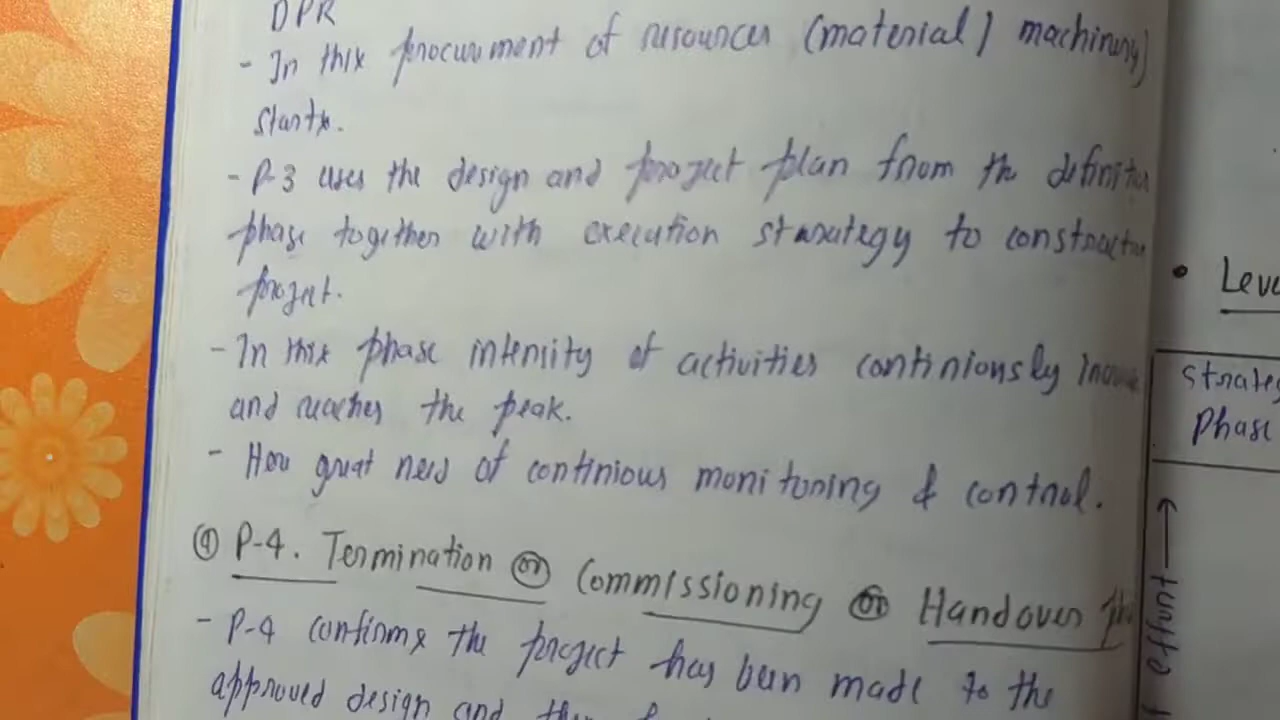 DPR
- In this procurement of resources (material) machinery)
starts.
- P-3 uses the design and project plan from the definition
phase together with execution strategy to construction
project.
- In this phase intensity of activities continiously
and reaches the peak.
- Here great need of continious monitoring & control.
④ P-4. Termination or Commissioning or Handover
- P-4 confirms the project has been made to the
approved design and
• Leve
Strateg
Phase
effort →